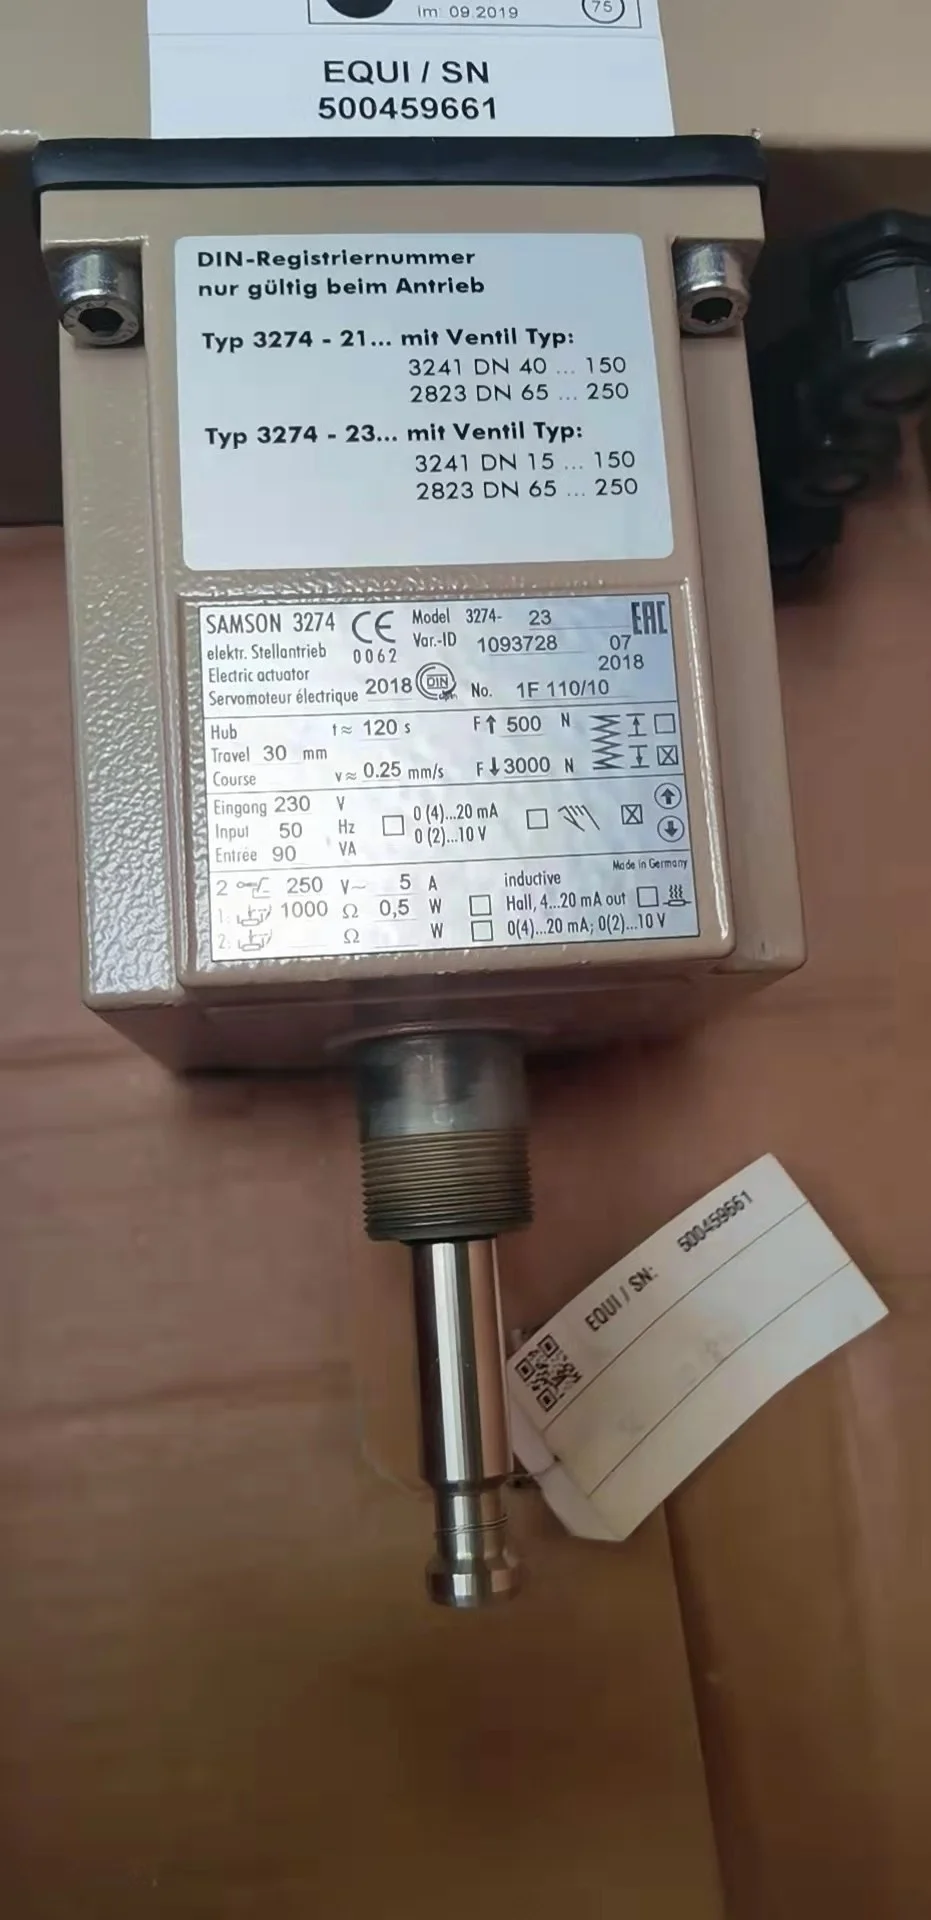 im: 09.2019
75
EQUI / SN
500459661
DIN-Registriernummer
nur gültig beim Antrieb
Typ 3274 - 21... mit Ventil Typ:
3241 DN 40 ... 150
2823 DN 65 ... 250
Typ 3274 - 23... mit Ventil Typ:
3241 DN 15 ... 150
2823 DN 65 ... 250
SAMSON 3274 CE Model 3274- 23 EAC
elektr. Stellantrieb 0062 Var.-ID 1093728 07
Electric actuator 2018
Servomoteur électrique 2018 DIN No. 1F 110/10
Hub t≈ 120 s F↑ 500 N
Travel 30 mm
Course v≈ 0.25 mm/s F↓ 3000 N
Eingang 230 V 0(4)...20 mA
Input 50 Hz 0(2)...10 V
Entrée 90 VA
Made in Germany
2 250 V~ 5 A inductive
1: 1000 Ω 0,5 W Hall, 4...20 mA out
2: Ω W 0(4)...20 mA; 0(2)...10 V
EQUI / SN: 500459661